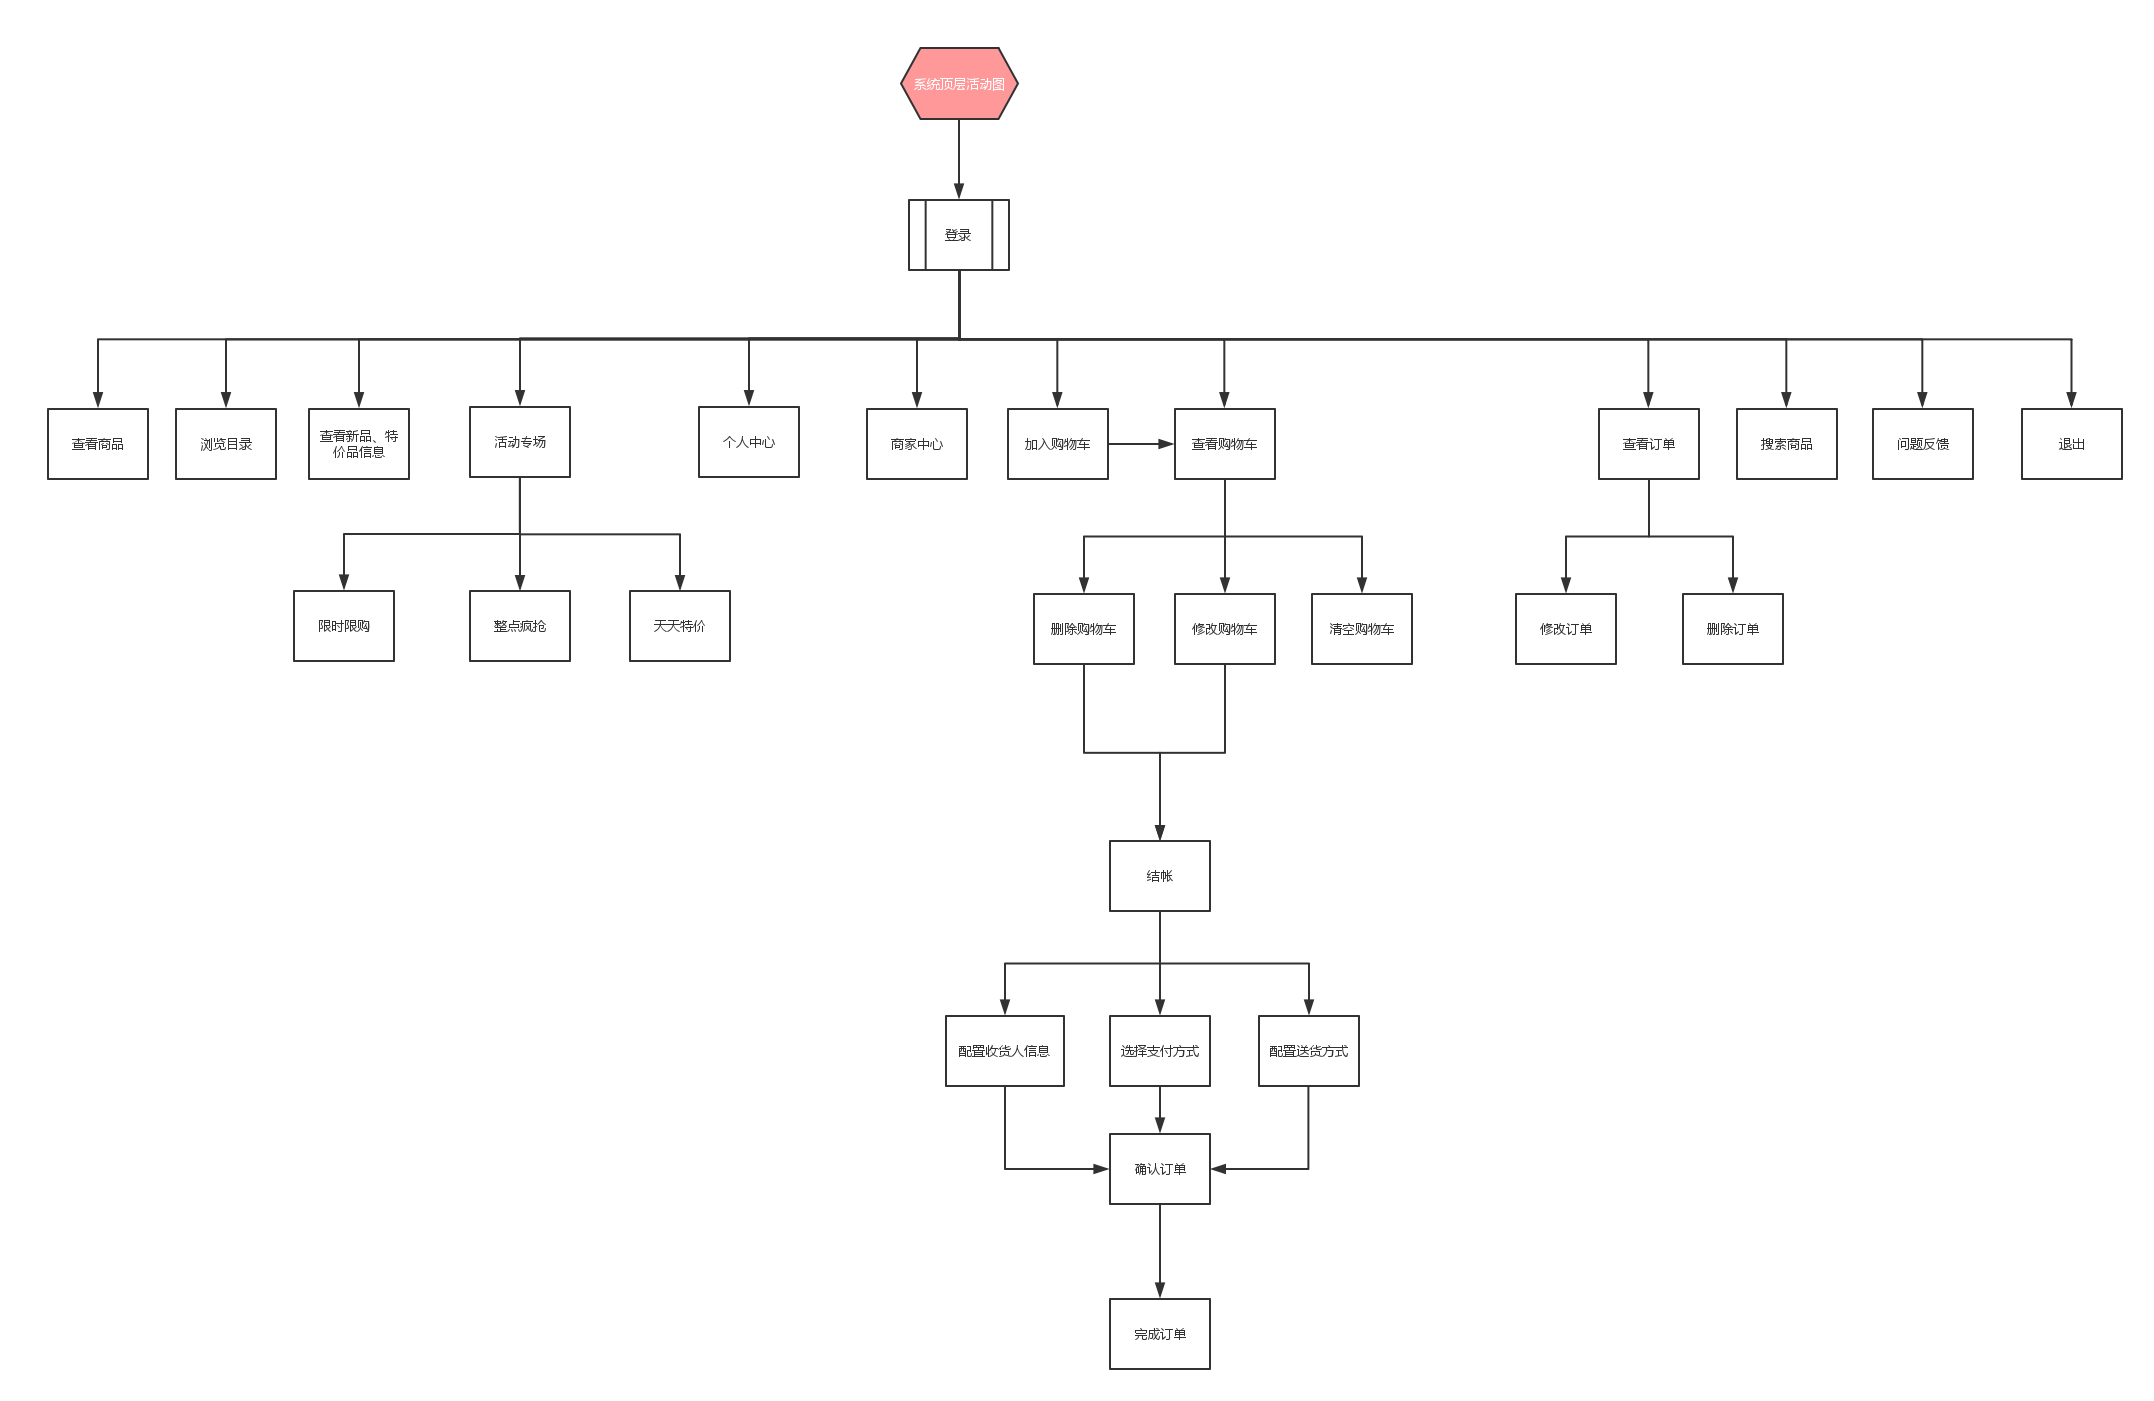 系统顶层活动图
登录
查看商品
浏览目录
查看新品、特
价品信息
活动专场
个人中心
商家中心
加入购物车
查看购物车
查看订单
搜索商品
问题反馈
退出
限时限购
整点疯抢
天天特价
删除购物车
修改购物车
清空购物车
修改订单
删除订单
结帐
配置收货人信息
选择支付方式
配置送货方式
确认订单
完成订单